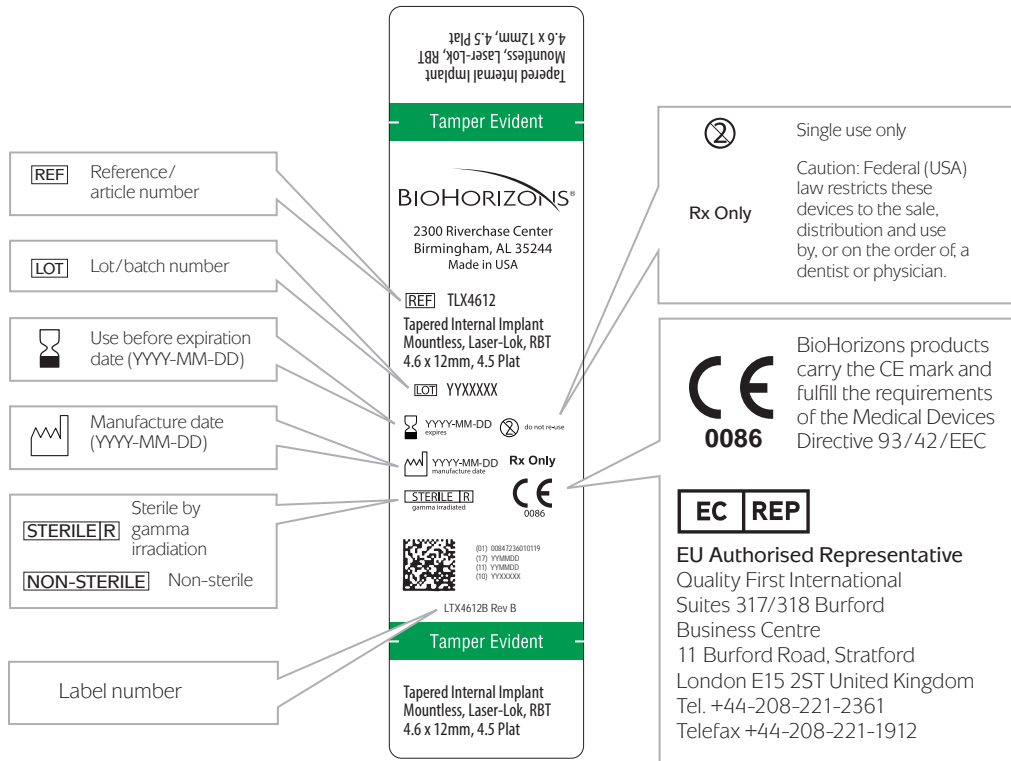 Tapered Internal Implant
Mountless, Laser-Lok, RBT
4.6 x 12mm, 4.5 Plat
Tamper Evident
BIOHORIZONS®
2300 Riverchase Center
Birmingham, AL 35244
Made in USA
REF TLX4612
Tapered Internal Implant
Mountless, Laser-Lok, RBT
4.6 x 12mm, 4.5 Plat
LOT YYXXXXX
YYYY-MM-DD
expires
2 do not re-use
YYYY-MM-DD
manufacture date
Rx Only
STERILE R
gamma irradiated
CE
0086
(01) 00847236010119
(17) YYMMDD
(11) YYMMDD
(10) YYXXXXX
LTX4612B Rev B
Tamper Evident
Tapered Internal Implant
Mountless, Laser-Lok, RBT
4.6 x 12mm, 4.5 Plat
REF Reference/
article number
LOT Lot/batch number
Use before expiration
date (YYYY-MM-DD)
Manufacture date
(YYYY-MM-DD)
STERILE R Sterile by
gamma
irradiation
NON-STERILE Non-sterile
Label number
2 Single use only
Rx Only
Caution: Federal (USA)
law restricts these
devices to the sale,
distribution and use
by, or on the order of, a
dentist or physician.
CE
0086
BioHorizons products
carry the CE mark and
fulfill the requirements
of the Medical Devices
Directive 93/42/EEC
EC REP
EU Authorised Representative
Quality First International
Suites 317/318 Burford
Business Centre
11 Burford Road, Stratford
London E15 2ST United Kingdom
Tel. +44-208-221-2361
Telefax +44-208-221-1912